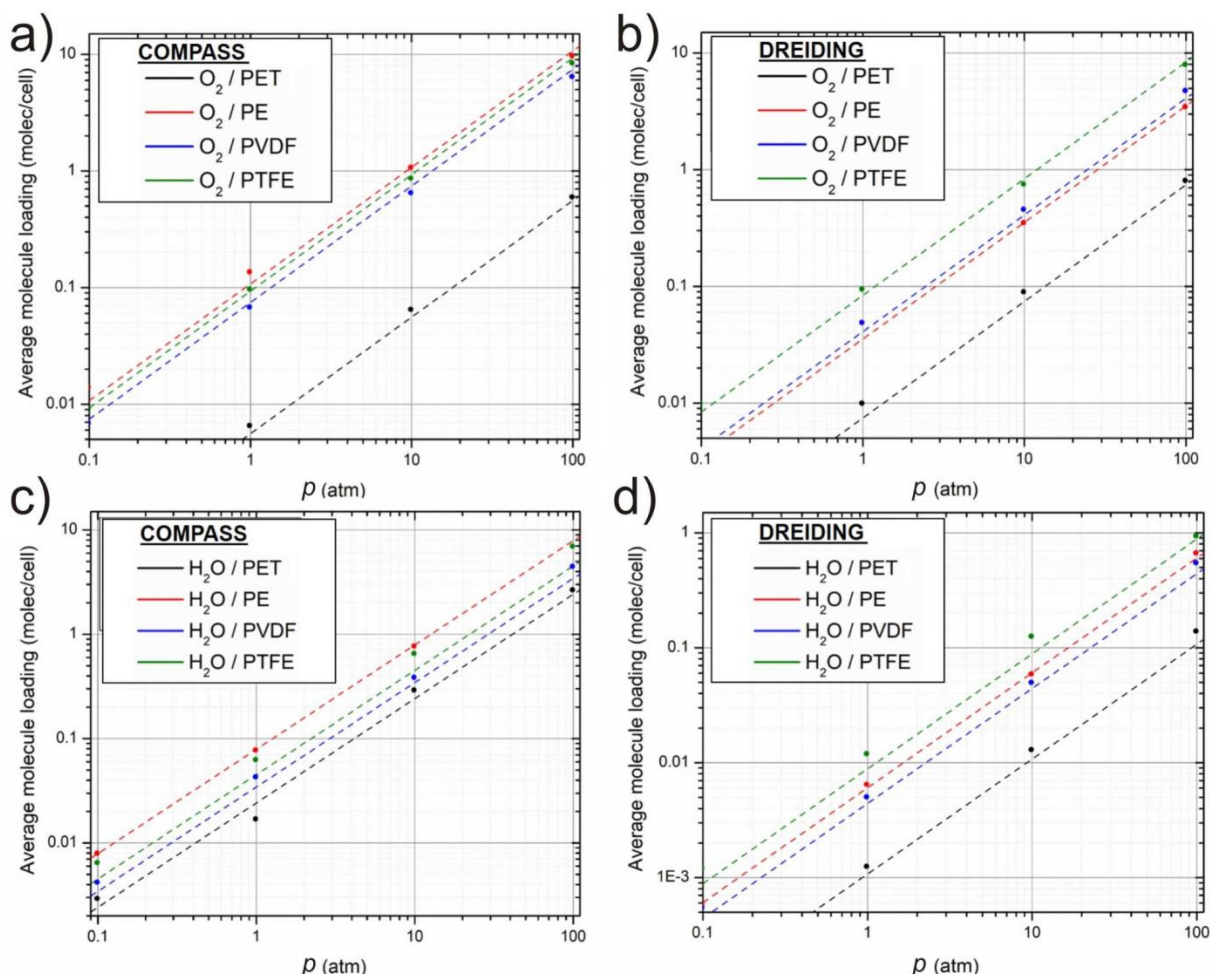 a)
COMPASS
O2 / PET
O2 / PE
O2 / PVDF
O2 / PTFE
10
1
0.1
0.01
0.1
1
10
100
Average molecule loading (molec/cell)
p (atm)
b)
DREIDING
O2 / PET
O2 / PE
O2 / PVDF
O2 / PTFE
10
1
0.1
0.01
0.1
1
10
100
Average molecule loading (molec/cell)
p (atm)
c)
COMPASS
H2O / PET
H2O / PE
H2O / PVDF
H2O / PTFE
10
1
0.1
0.01
0.1
1
10
100
Average molecule loading (molec/cell)
p (atm)
d)
DREIDING
H2O / PET
H2O / PE
H2O / PVDF
H2O / PTFE
1
0.1
0.01
1E-3
0.1
1
10
100
Average molecule loading (molec/cell)
p (atm)